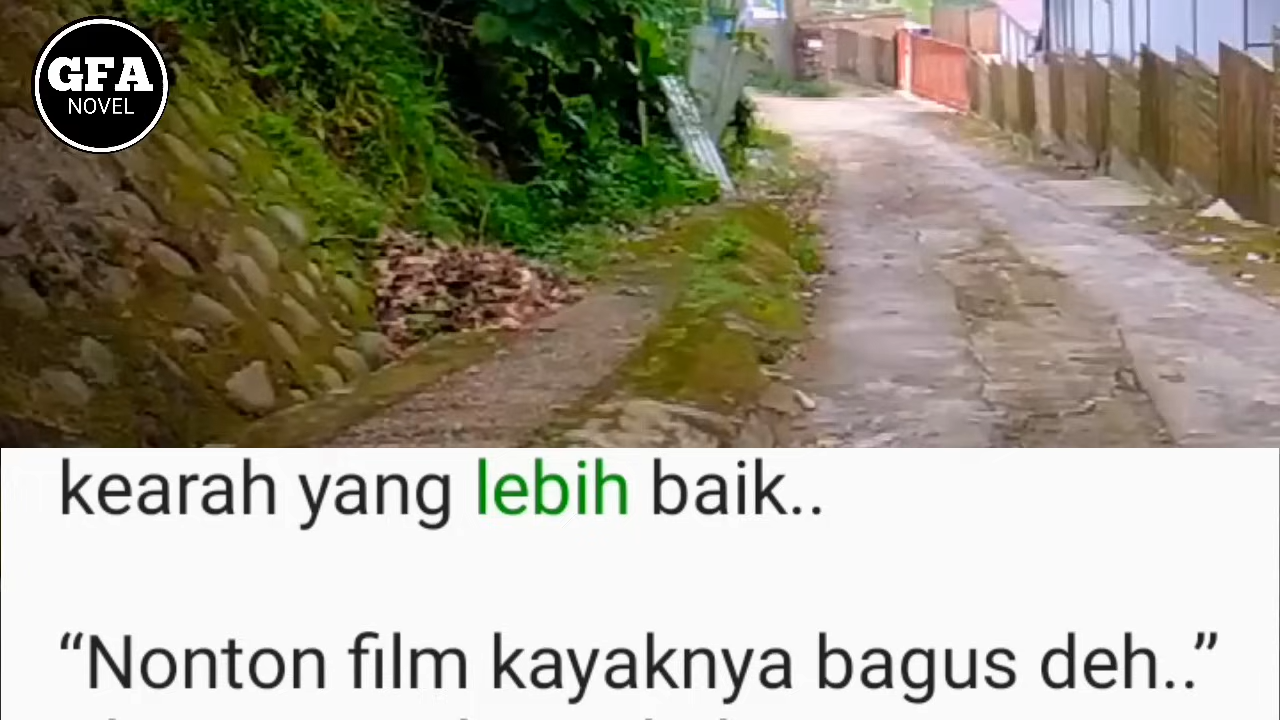 GFA
NOVEL
kearah yang lebih baik..
“Nonton film kayaknya bagus deh..”